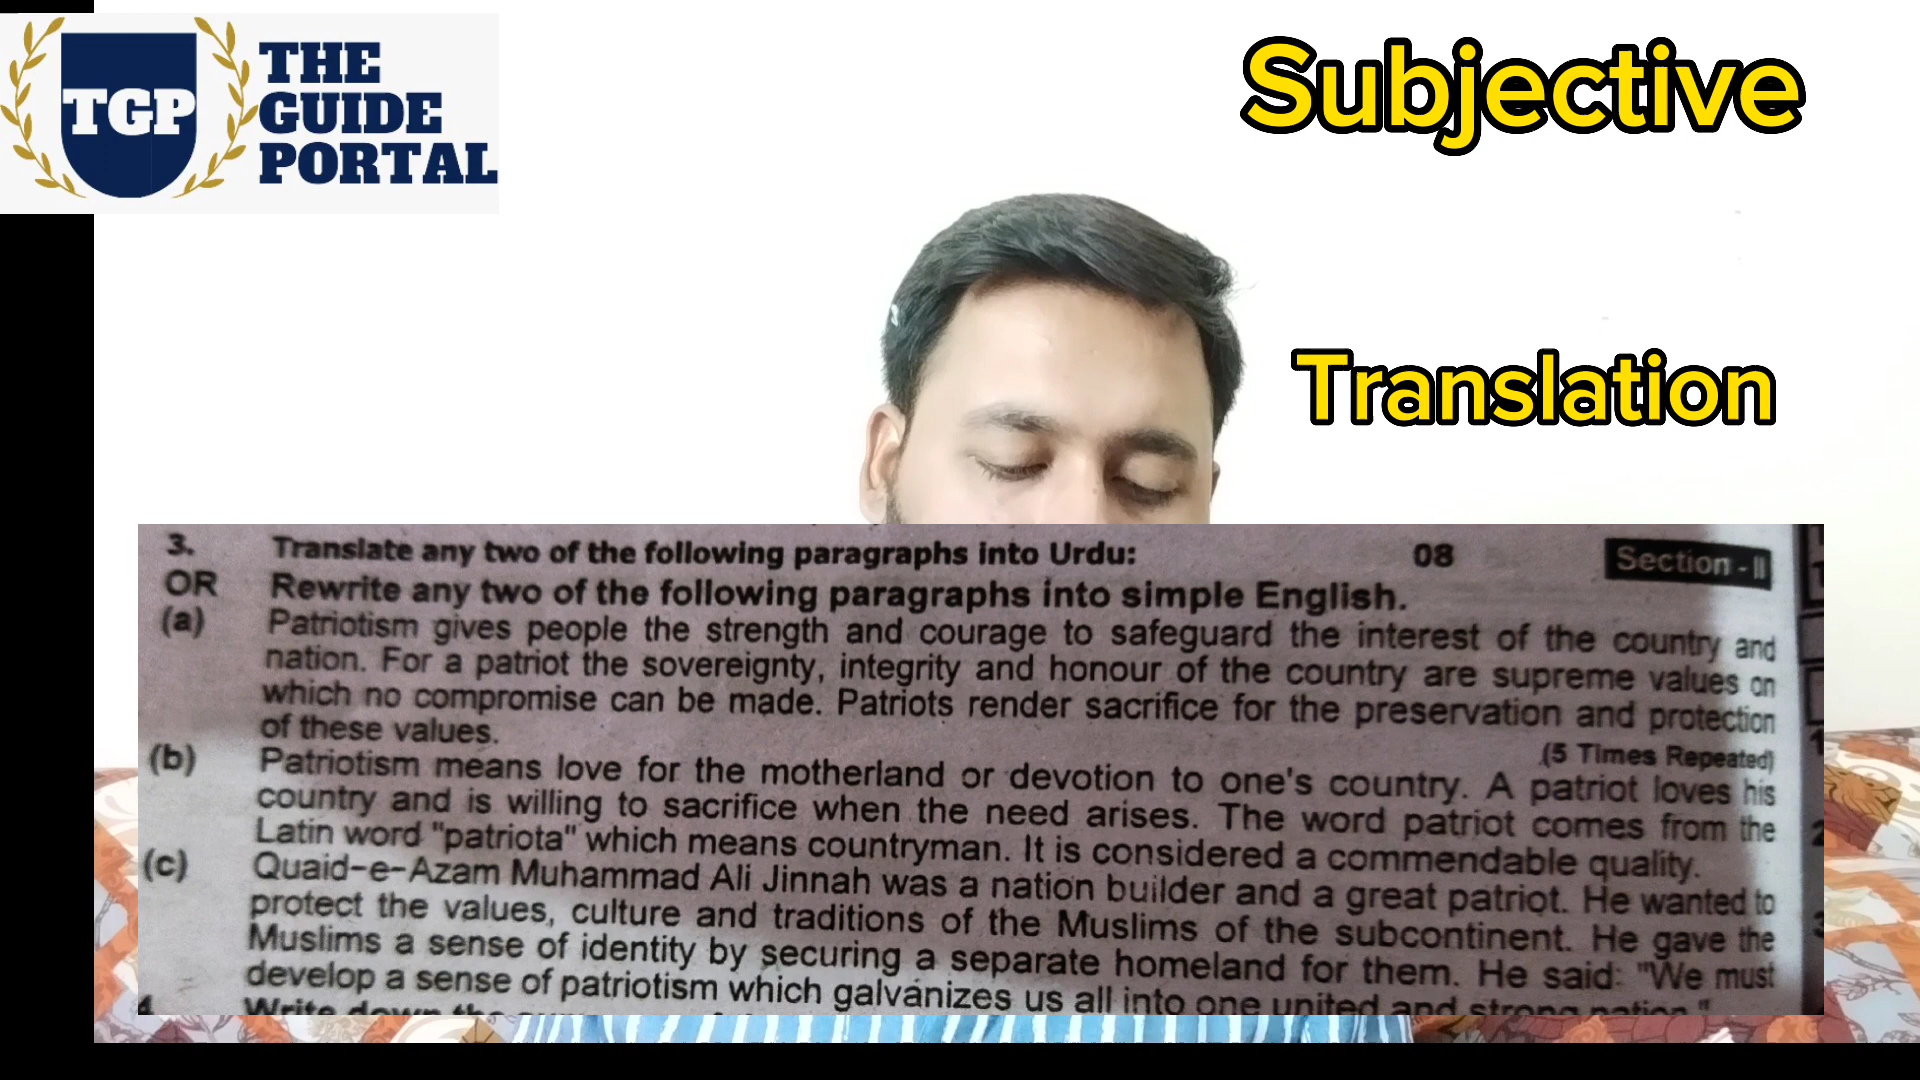 TGP
THE
GUIDE
PORTAL
Subjective
Translation
3. Translate any two of the following paragraphs into Urdu: 08 Section - II
OR Rewrite any two of the following paragraphs into simple English.
(a) Patriotism gives people the strength and courage to safeguard the interest of the country and
nation. For a patriot the sovereignty, integrity and honour of the country are supreme values on
which no compromise can be made. Patriots render sacrifice for the preservation and protection
of these values.
(5 Times Repeated)
(b) Patriotism means love for the motherland or devotion to one's country. A patriot loves his
country and is willing to sacrifice when the need arises. The word patriot comes from the
Latin word "patriota" which means countryman. It is considered a commendable quality.
(c) Quaid-e-Azam Muhammad Ali Jinnah was a nation builder and a great patriot. He wanted to
protect the values, culture and traditions of the Muslims of the subcontinent. He gave the
Muslims a sense of identity by securing a separate homeland for them. He said: "We must
develop a sense of patriotism which galvanizes us all into one united and strong nation."
4. Write down the